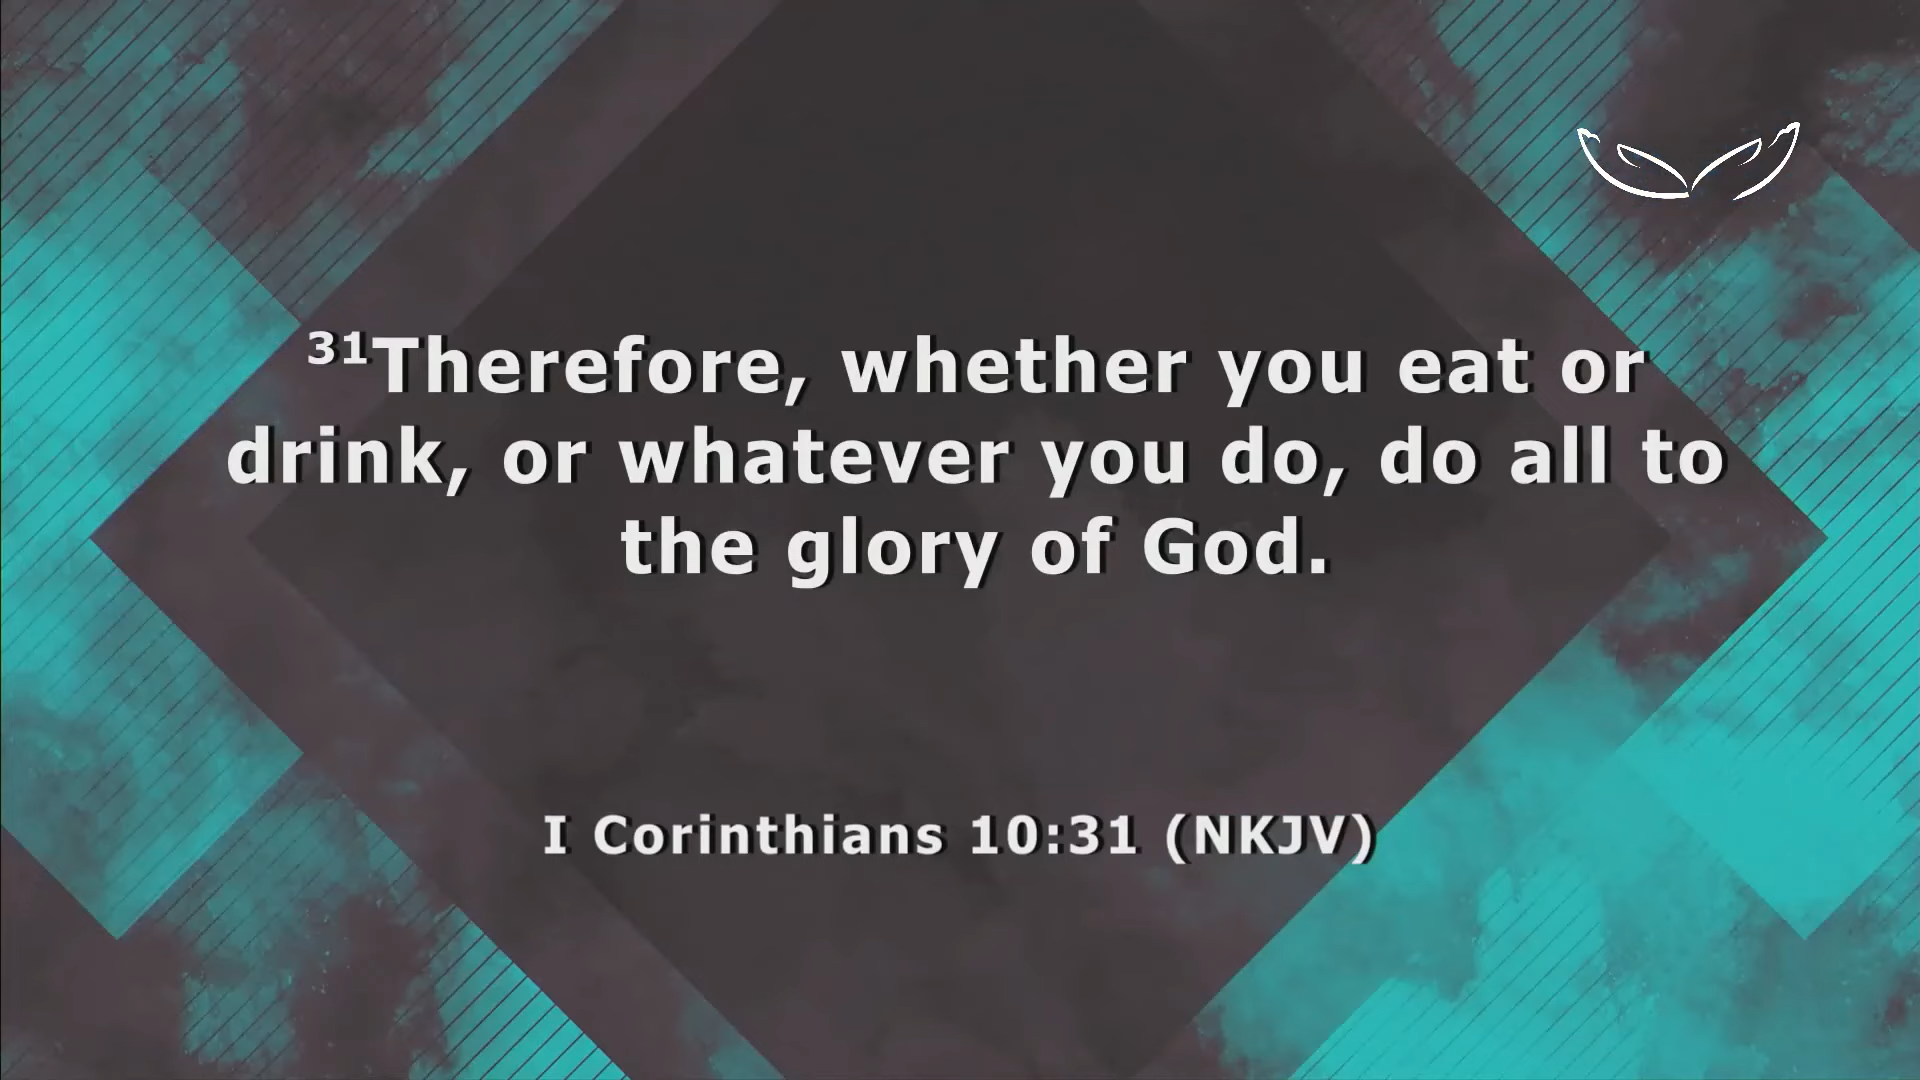 31Therefore, whether you eat or
drink, or whatever you do, do all to
the glory of God.
I Corinthians 10:31 (NKJV)